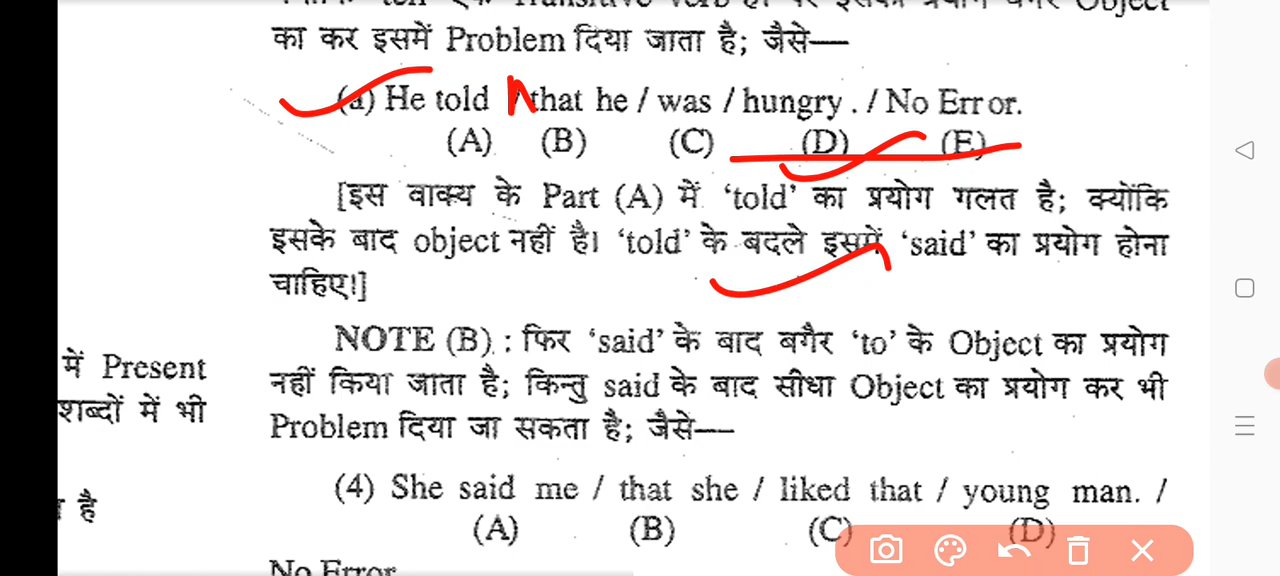 का कर इसमें Problem दिया जाता है; जैसे—
(a) He told / that he / was / hungry . / No Error.
(A) (B) (C) (D) (E)
[इस वाक्य के Part (A) में ‘told’ का प्रयोग गलत है; क्योंकि
इसके बाद object नहीं है। ‘told’ के बदले इसमें ‘said’ का प्रयोग होना
चाहिए!]
NOTE (B) : फिर ‘said’ के बाद बगैर ‘to’ के Object का प्रयोग
नहीं किया जाता है; किन्तु said के बाद सीधा Object का प्रयोग कर भी
Problem दिया जा सकता है; जैसे—
(4) She said me / that she / liked that / young man. /
(A) (B) (C) (D)
No Error
में Present
शब्दों में भी
है